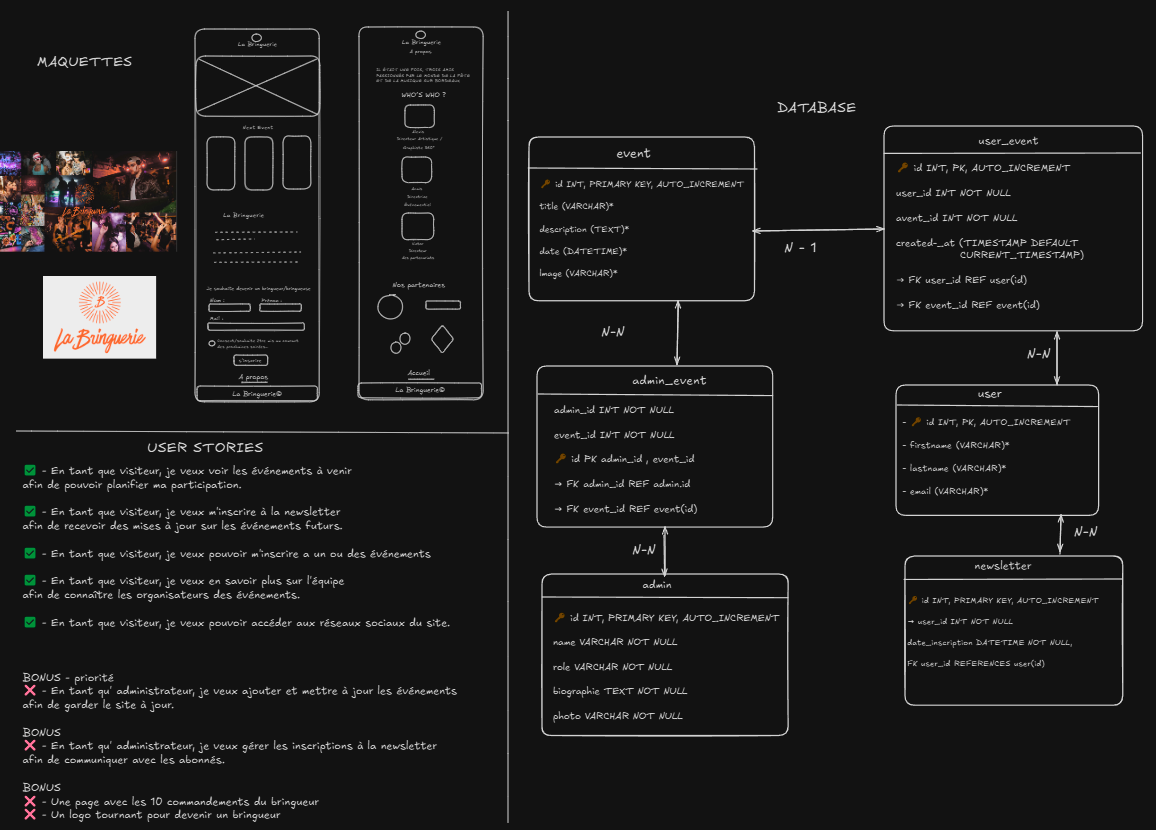 MAQUETTES
La Bringuerie
Next Event
La Bringuerie
Je souhaite devenir un bringueur/bringueuse
Nom :
Prénom :
Mail :
s'inscrire
A propos
La Bringuerie©
La Bringuerie
A propos
IL ÉTAIT UNE FOIS, TROIS AMIS
PASSIONNÉS PAR LE MONDE DE LA FÊTE
ET DE LA MUSIQUE SUR BORDEAUX
WHO'S WHO ?
Directeur Artistique /
Directrice
Directeur
des partenariats
Nos partenaires
Accueil
La Bringuerie©
La Bringuerie
B
La Bringuerie
USER STORIES
✅ - En tant que visiteur, je veux voir les événements à venir
afin de pouvoir planifier ma participation.
✅ - En tant que visiteur, je veux m'inscrire à la newsletter
afin de recevoir des mises à jour sur les événements futurs.
✅ - En tant que visiteur, je veux pouvoir m'inscrire a un ou des événements
✅ - En tant que visiteur, je veux en savoir plus sur l'équipe
afin de connaître les organisateurs des événements.
✅ - En tant que visiteur, je veux pouvoir accéder aux réseaux sociaux du site.
BONUS - priorité
❌ - En tant qu' administrateur, je veux ajouter et mettre à jour les événements
afin de garder le site à jour.
BONUS
❌ - En tant qu' administrateur, je veux gérer les inscriptions à la newsletter
afin de communiquer avec les abonnés.
BONUS
❌ - Une page avec les 10 commandements du bringueur
❌ - Un logo tournant pour devenir un bringueur
DATABASE
event
🔑 id INT, PRIMARY KEY, AUTO_INCREMENT
title (VARCHAR)*
description (TEXT)*
date (DATETIME)*
Image (VARCHAR)*
N - 1
user_event
🔑 id INT, PK, AUTO_INCREMENT
user_id INT NOT NULL
avent_id INT NOT NULL
created-_at (TIMESTAMP DEFAULT
CURRENT_TIMESTAMP)
→ FK user_id REF user(id)
→ FK event_id REF event(id)
N-N
admin_event
admin_id INT NOT NULL
event_id INT NOT NULL
🔑 id PK admin_id , event_id
→ FK admin_id REF admin.id
→ FK event_id REF event(id)
N-N
user
- 🔑 id INT, PK, AUTO_INCREMENT
- firstname (VARCHAR)*
- lastname (VARCHAR)*
- email (VARCHAR)*
N-N
admin
🔑 id INT, PRIMARY KEY, AUTO_INCREMENT
name VARCHAR NOT NULL
role VARCHAR NOT NULL
biographie TEXT NOT NULL
photo VARCHAR NOT NULL
N-N
newsletter
🔑 id INT, PRIMARY KEY, AUTO_INCREMENT
→ user_id INT NOT NULL
date_inscription DATETIME NOT NULL,
FK user_id REFERENCES user(id)